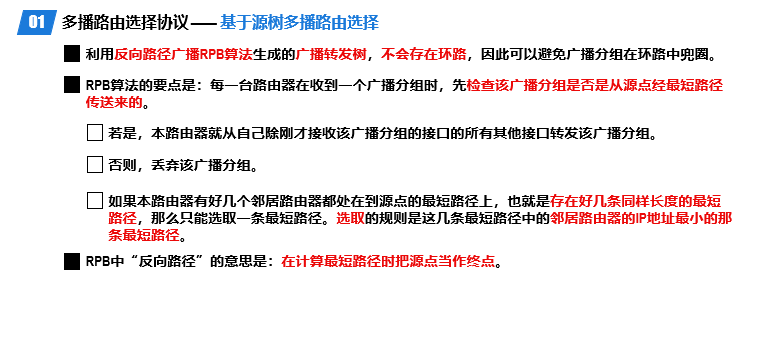 01 多播路由选择协议——基于源树多播路由选择
利用反向路径广播RPB算法生成的广播转发树，不会存在环路，因此可以避免广播分组在环路中兜圈。
RPB算法的要点是：每一台路由器在收到一个广播分组时，先检查该广播分组是否是从源点经最短路径
传送来的。
若是，本路由器就从自己除刚才接收该广播分组的接口的所有其他接口转发该广播分组。
否则，丢弃该广播分组。
如果本路由器有好几个邻居路由器都处在到源点的最短路径上，也就是存在好几条同样长度的最短
路径，那么只能选取一条最短路径。选取的规则是这几条最短路径中的邻居路由器的IP地址最小的那
条最短路径。
RPB中“反向路径”的意思是：在计算最短路径时把源点当作终点。